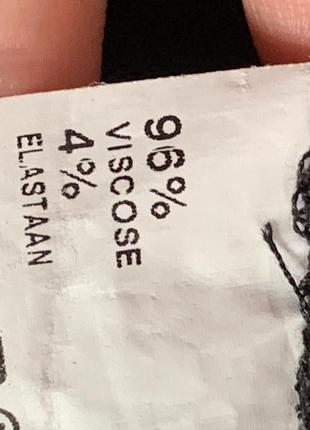 96%
VISCOSE
4%
ELASTAAN